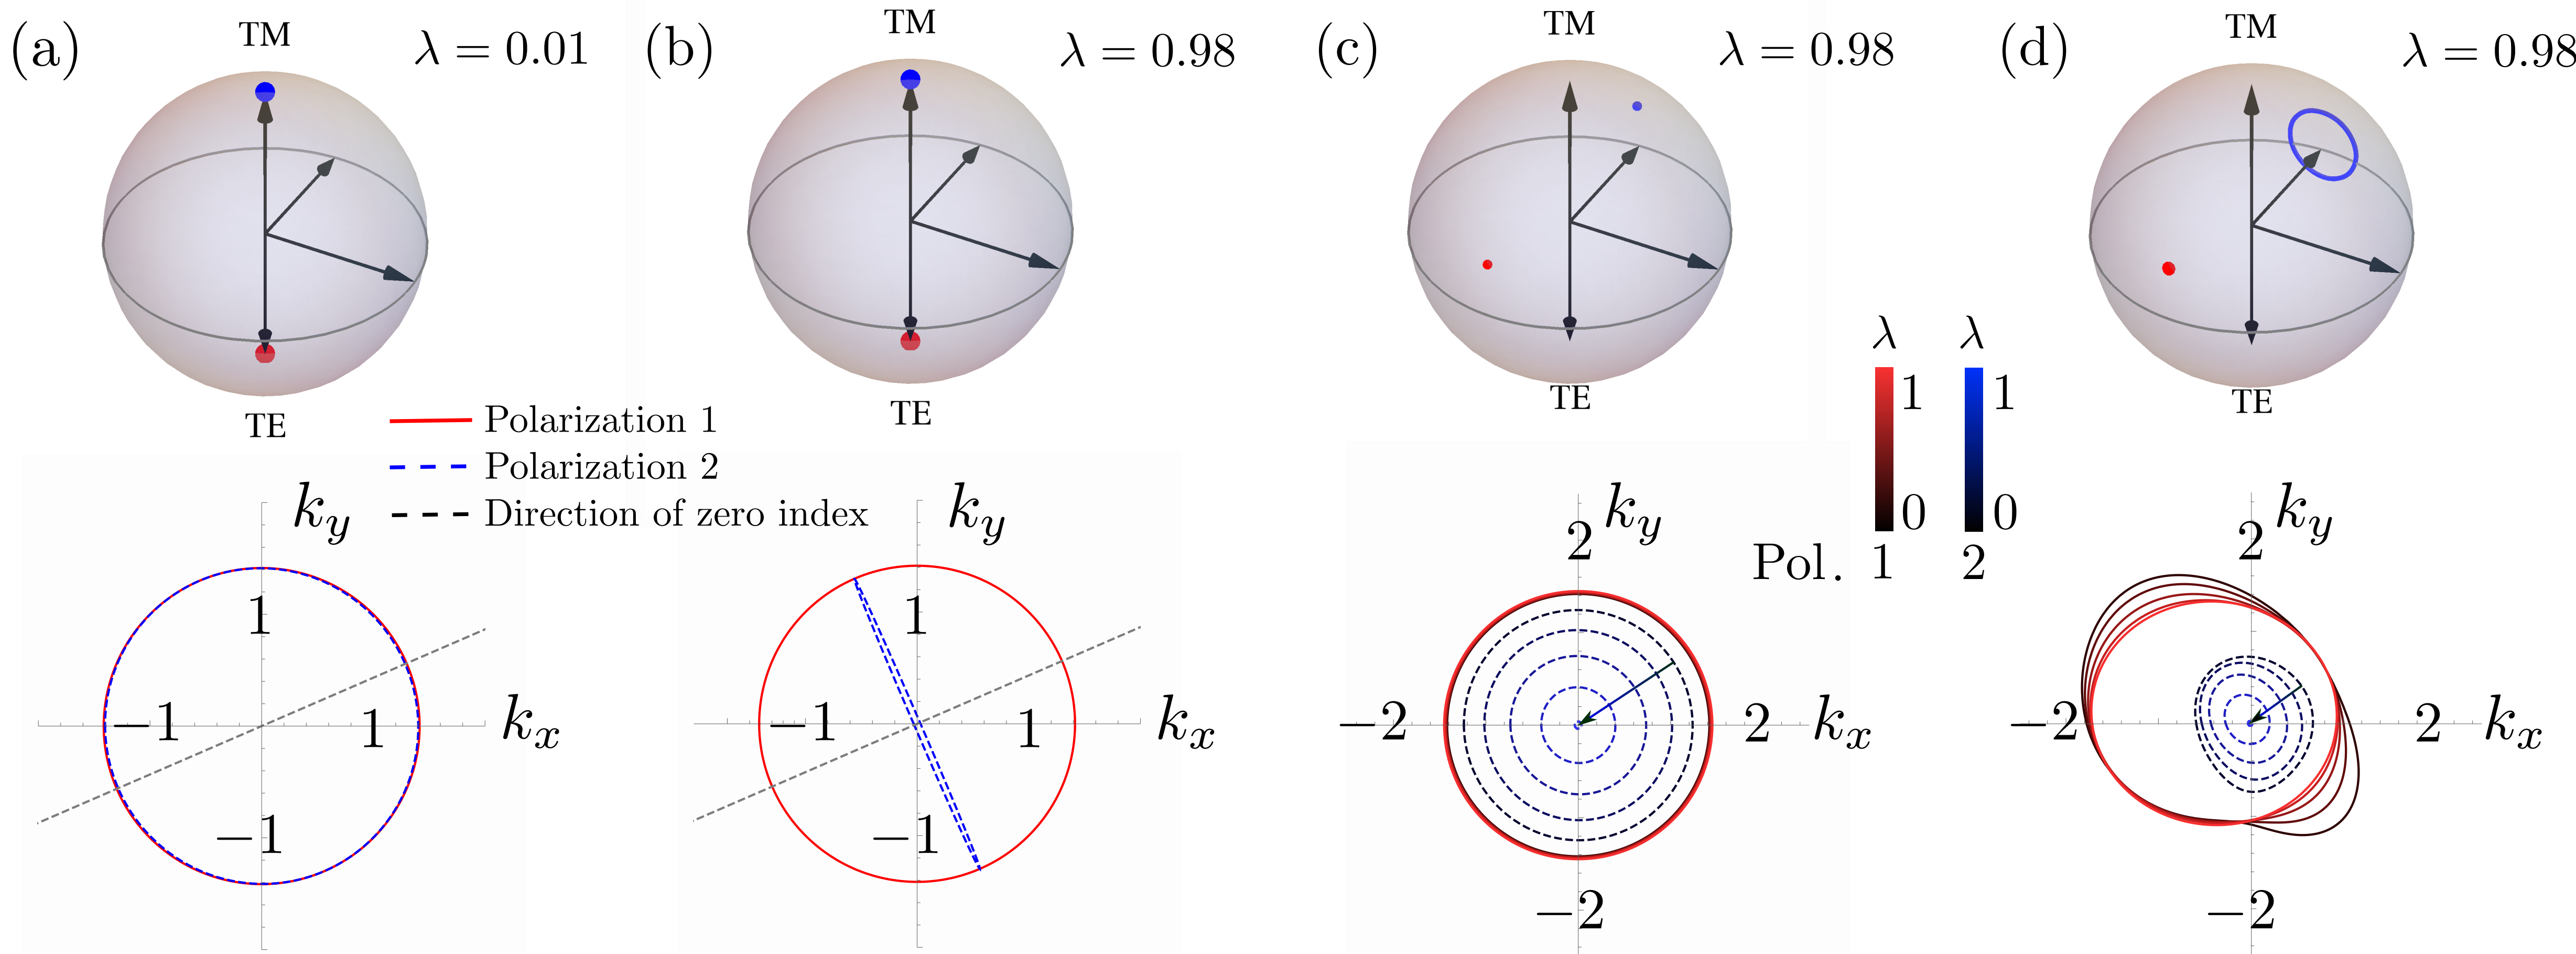 (a)
TM
λ = 0.01
TE
(b)
TM
λ = 0.98
TE
(c)
TM
λ = 0.98
TE
(d)
TM
λ = 0.98
TE
Polarization 1
Polarization 2
Direction of zero index
k_y
1
−1
1
k_x
−1
k_y
1
−1
1
k_x
−1
λ
λ
1
1
0
0
Pol. 1
2
2
k_y
−2
2
k_x
−2
2
k_y
−2
2
k_x
−2